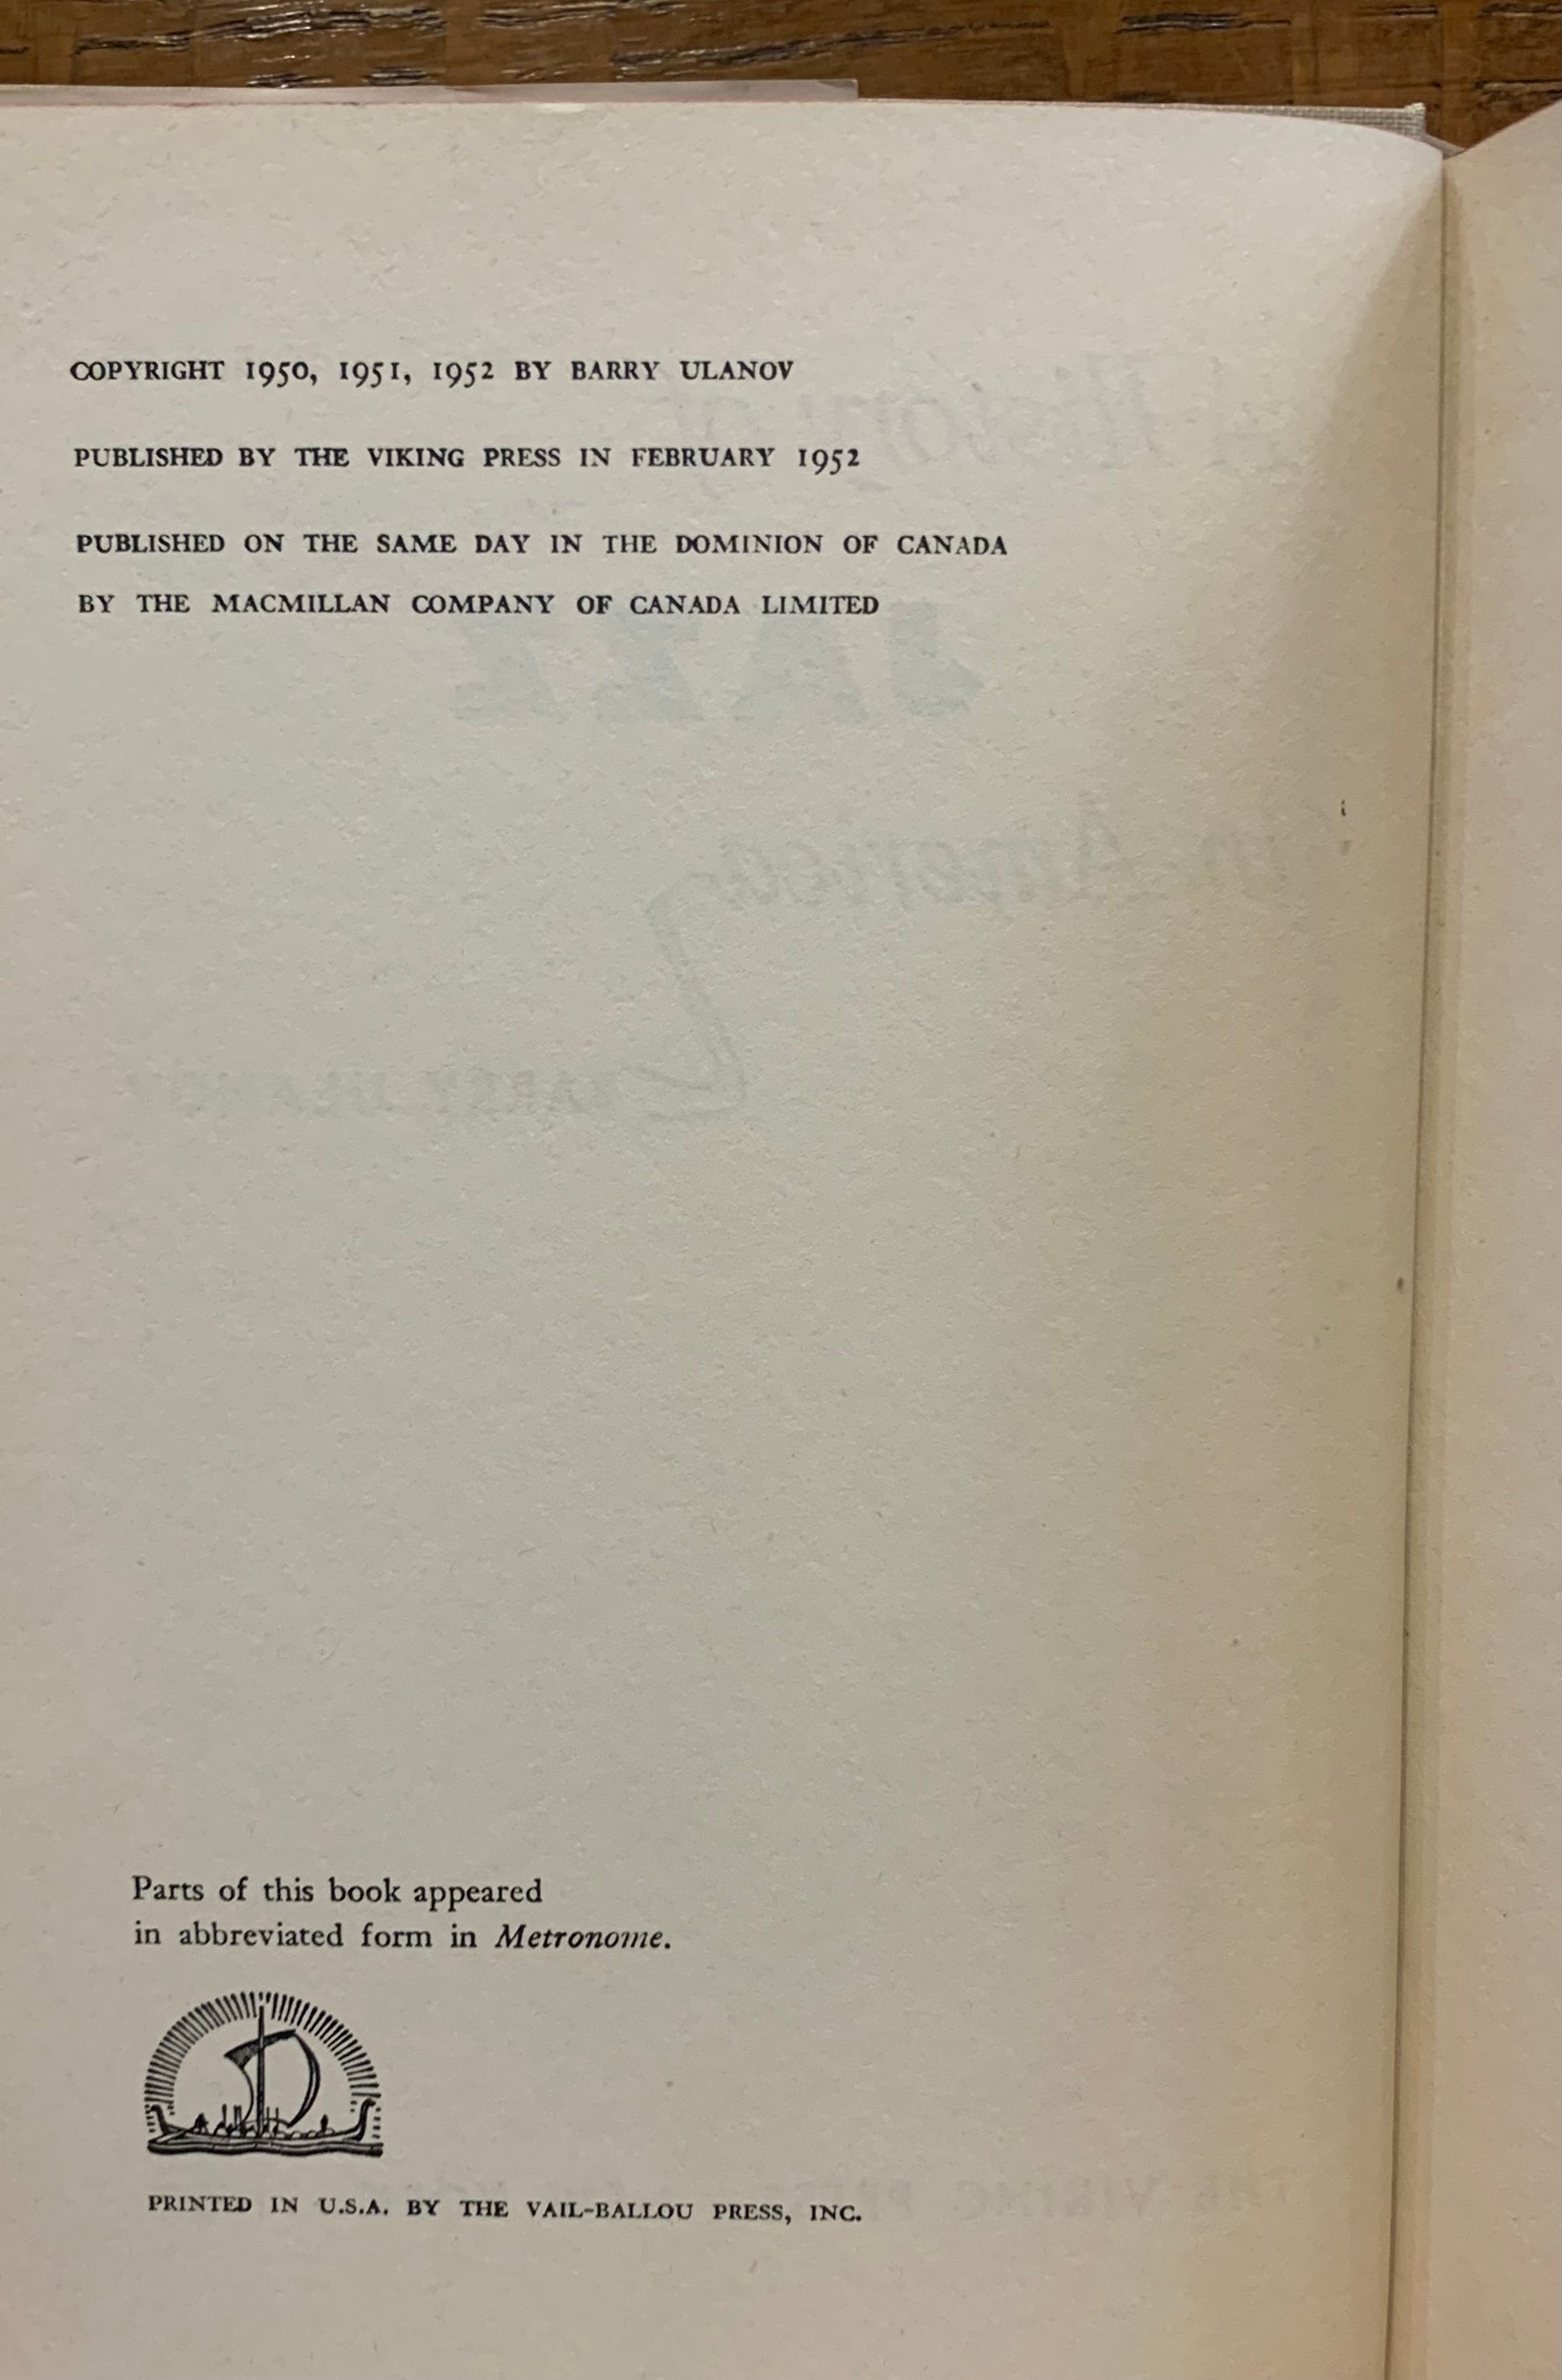 COPYRIGHT 1950, 1951, 1952 BY BARRY ULANOV
PUBLISHED BY THE VIKING PRESS IN FEBRUARY 1952
PUBLISHED ON THE SAME DAY IN THE DOMINION OF CANADA
BY THE MACMILLAN COMPANY OF CANADA LIMITED
Parts of this book appeared
in abbreviated form in Metronome.
PRINTED IN U.S.A. BY THE VAIL-BALLOU PRESS, INC.